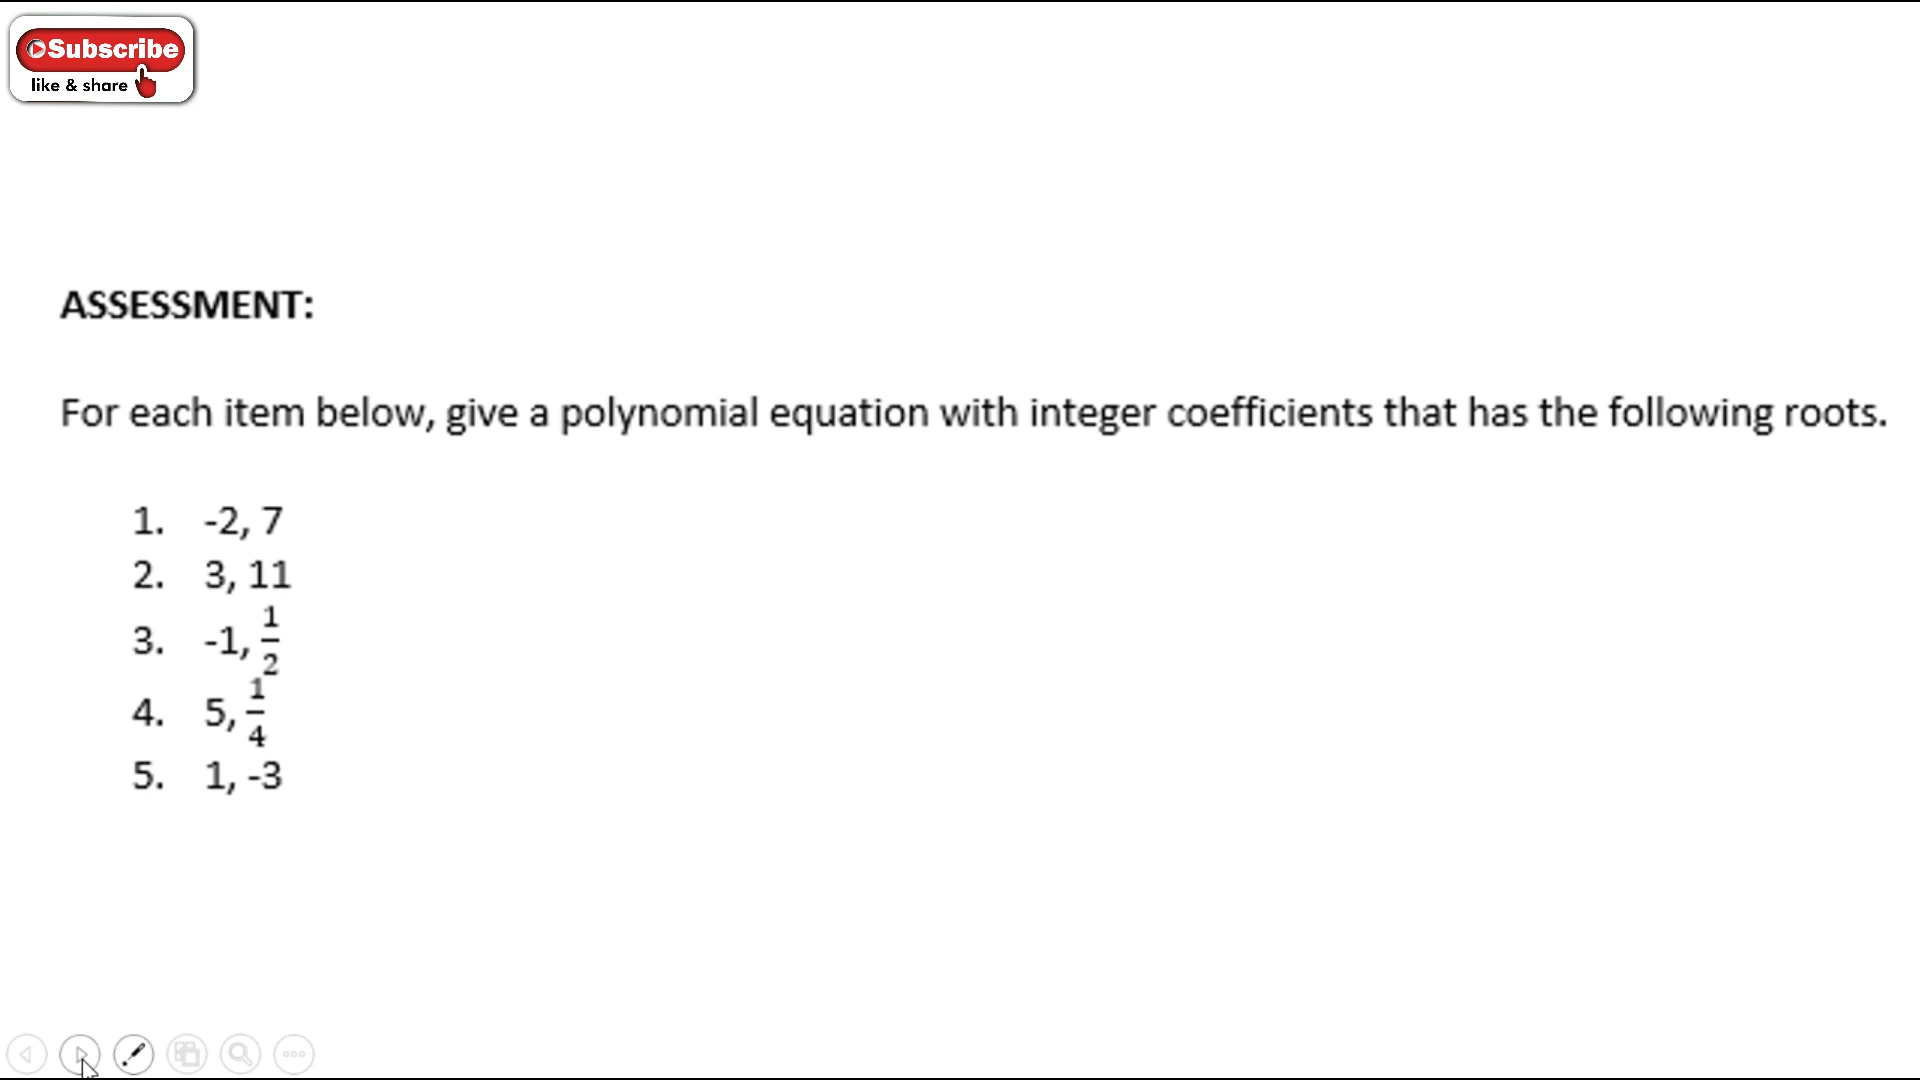 Subscribe
like & share
ASSESSMENT:
For each item below, give a polynomial equation with integer coefficients that has the following roots.
1. -2, 7
2. 3, 11
3. -1, 1/2
4. 5, 1/4
5. 1, -3